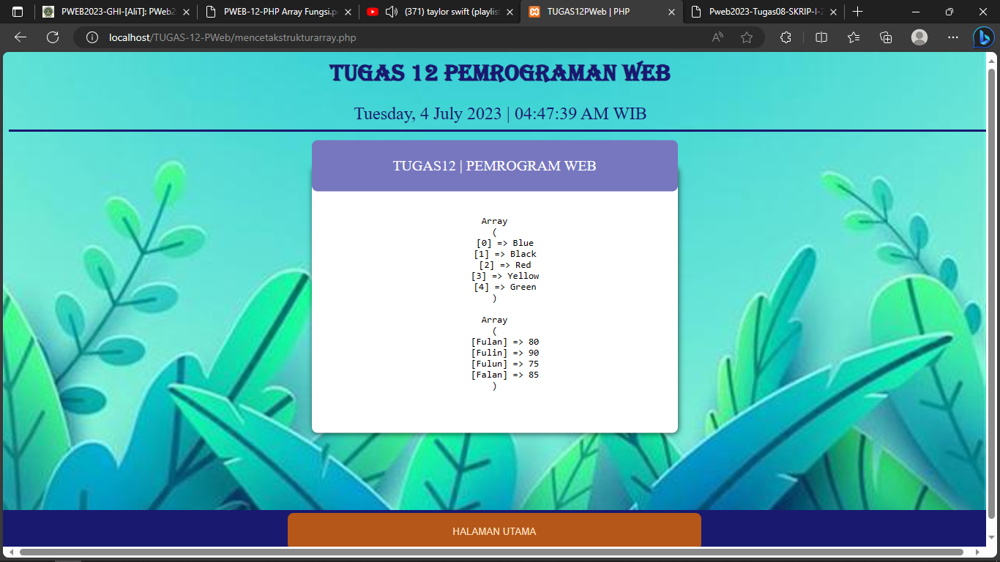 PWEB2023-GHI-[AliT]: PWeb2
PWEB-12-PHP Array Fungsi.p
(371) taylor swift (playlis
TUGAS12PWeb | PHP
Pweb2023-Tugas08-SKRIP-I-2
localhost/TUGAS-12-PWeb/mencetakstrukturarray.php
TUGAS 12 PEMROGRAMAN WEB
Tuesday, 4 July 2023 | 04:47:39 AM WIB
TUGAS12 | PEMROGRAM WEB
Array
(
[0] => Blue
[1] => Black
[2] => Red
[3] => Yellow
[4] => Green
)
Array
(
[Fulan] => 80
[Fulin] => 90
[Fulun] => 75
[Falan] => 85
)
HALAMAN UTAMA